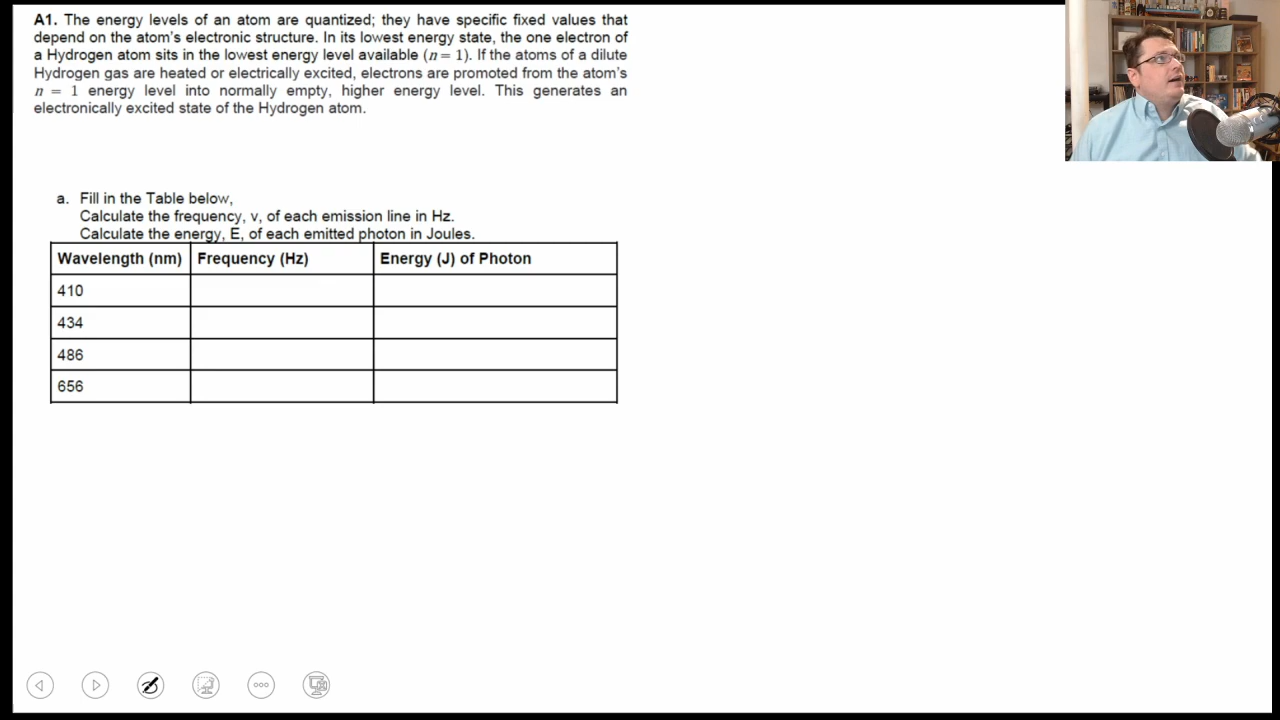 A1. The energy levels of an atom are quantized; they have specific fixed values that
depend on the atom's electronic structure. In its lowest energy state, the one electron of
a Hydrogen atom sits in the lowest energy level available (n = 1). If the atoms of a dilute
Hydrogen gas are heated or electrically excited, electrons are promoted from the atom's
n = 1 energy level into normally empty, higher energy level. This generates an
electronically excited state of the Hydrogen atom.
a. Fill in the Table below,
Calculate the frequency, v, of each emission line in Hz.
Calculate the energy, E, of each emitted photon in Joules.
Wavelength (nm) Frequency (Hz) Energy (J) of Photon
410
434
486
656